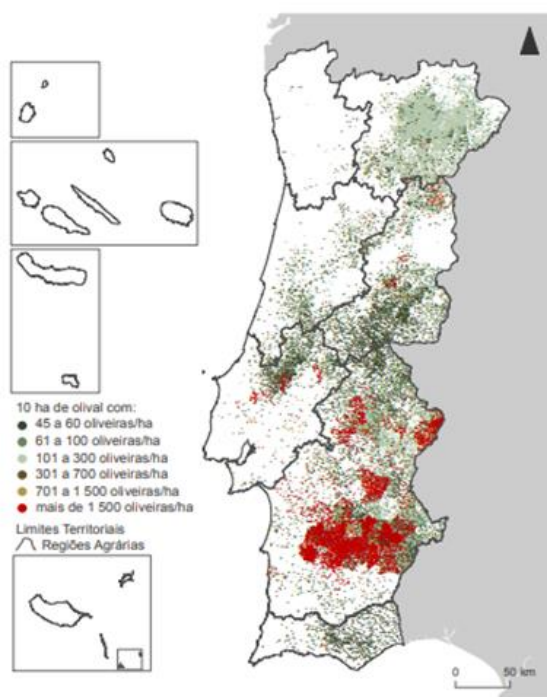 10 ha de olival com:
45 a 60 oliveiras/ha
61 a 100 oliveiras/ha
101 a 300 oliveiras/ha
301 a 700 oliveiras/ha
701 a 1 500 oliveiras/ha
mais de 1 500 oliveiras/ha
Limites Territoriais
Regiões Agrárias
0 50 km